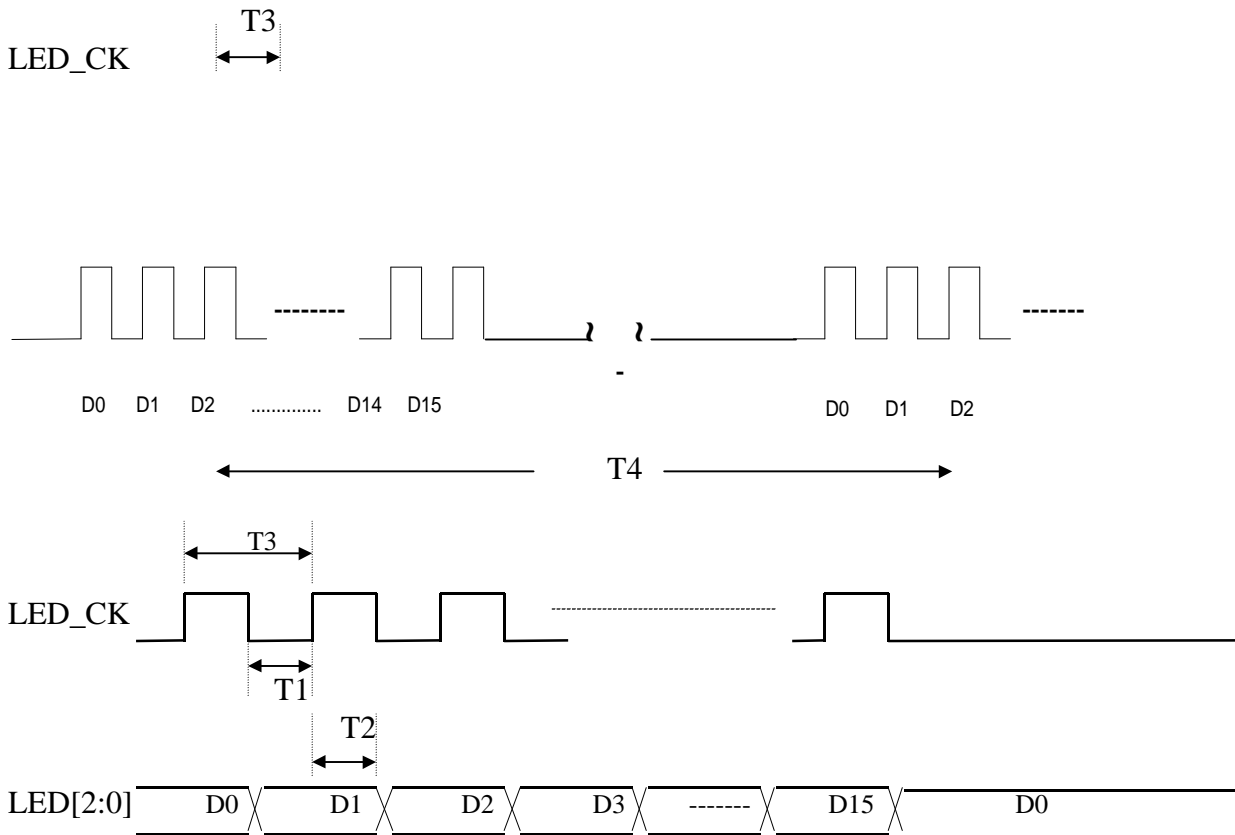 T3
LED_CK
-------
~ ~
-
-------
D0 D1 D2 .............. D14 D15 D0 D1 D2
T4
T3
LED_CK
T1
T2
LED[2:0] D0 D1 D2 D3 ------- D15 D0